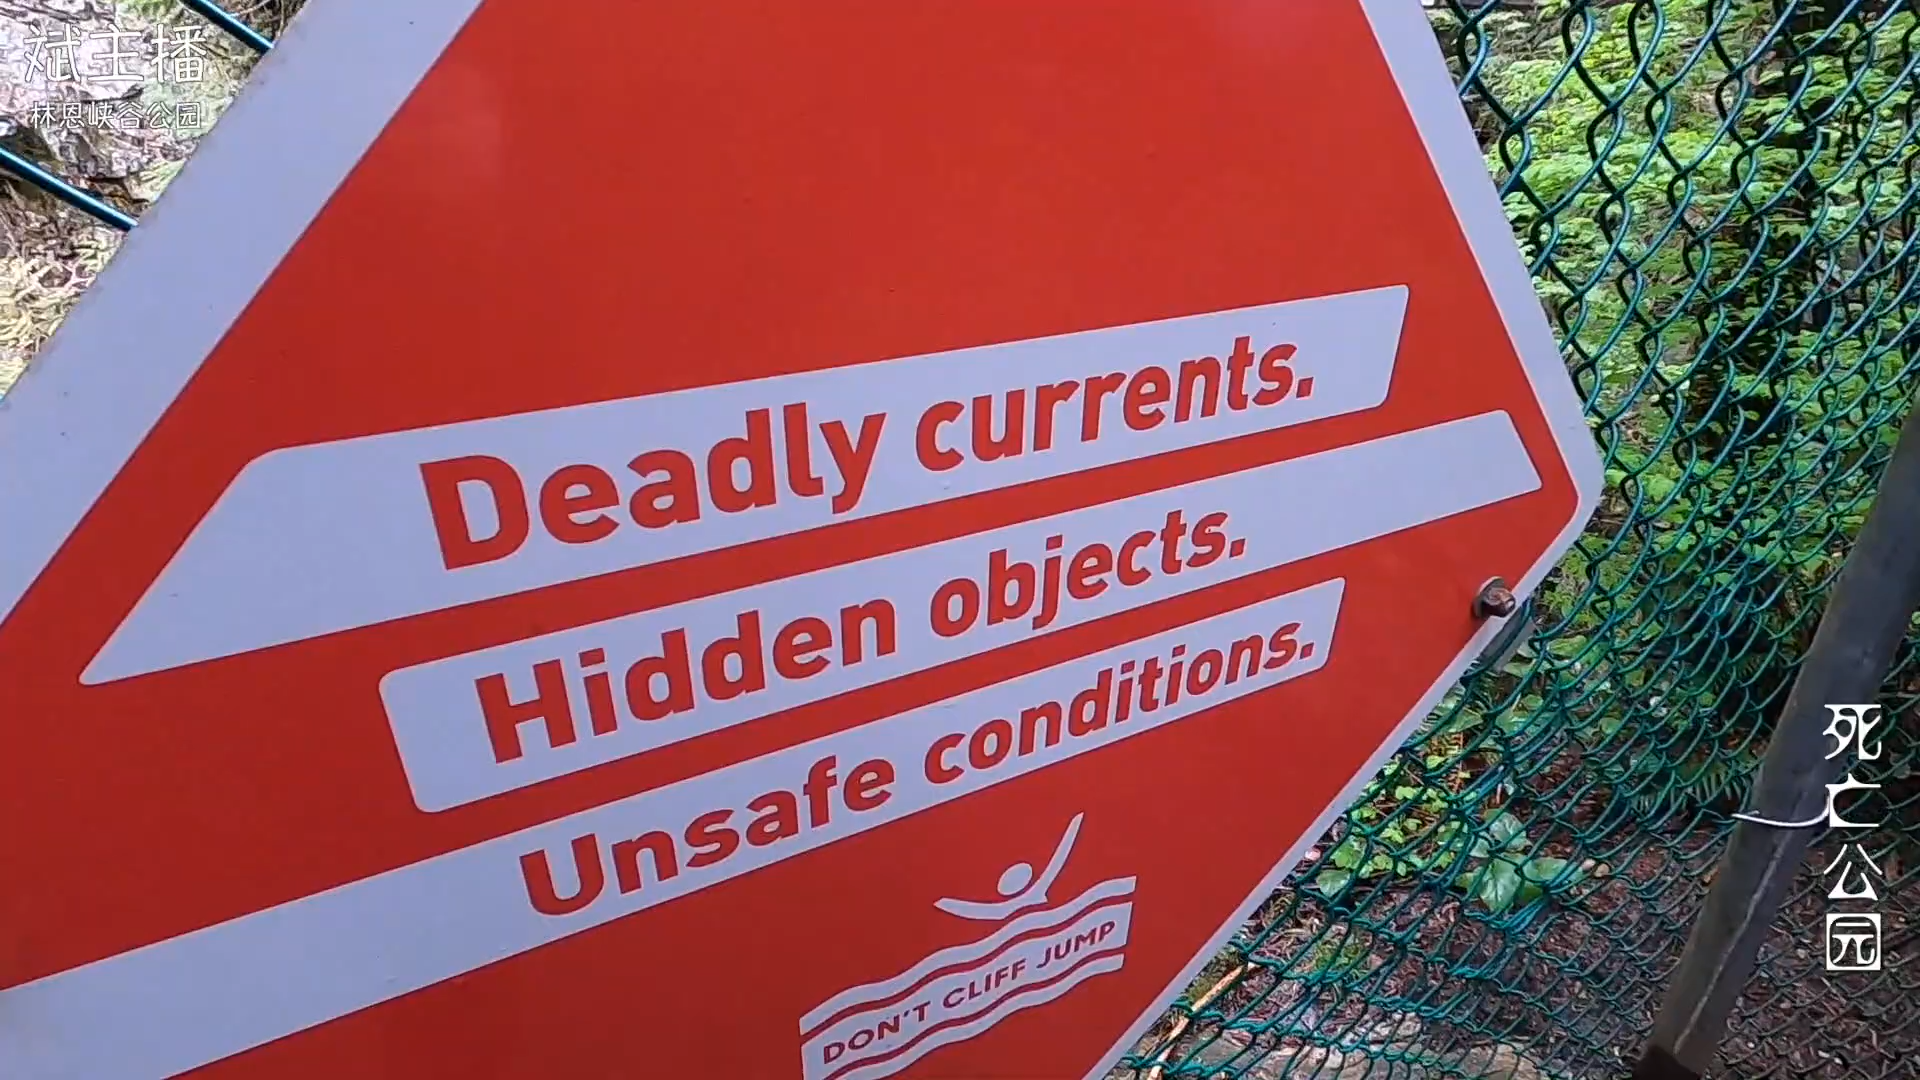 斌主播
林恩峡谷公园
Deadly currents.
Hidden objects.
Unsafe conditions.
DON'T CLIFF JUMP
死亡公园